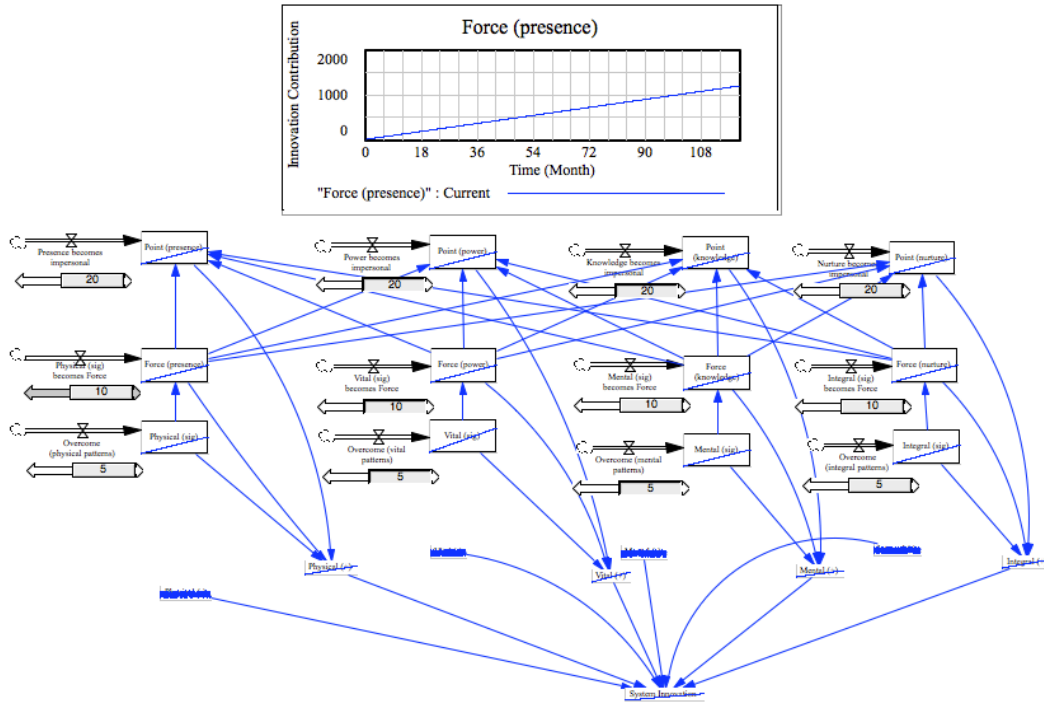 Force (presence)
Innovation Contribution
2000
1000
0
0 18 36 54 72 90 108
Time (Month)
"Force (presence)" : Current
Point (presence)
Presence becomes
impersonal
20
Point (power)
Power becomes
impersonal
20
Point
(knowledge)
Knowledge becomes
impersonal
20
Point (nurture)
Nurture becomes
impersonal
20
Force (presence)
Physical (sig)
becomes Force
10
Force (power)
Vital (sig)
becomes Force
10
Force
(knowledge)
Mental (sig)
becomes Force
10
Force (nurture)
Integral (sig)
becomes Force
10
Physical (sig)
Overcome
(physical patterns)
5
Vital (sig)
Overcome (vital
patterns)
5
Mental (sig)
Overcome (mental
patterns)
5
Integral (sig)
Overcome
(integral patterns)
5
Physical
Vital
Mental
Integral
System Innovation